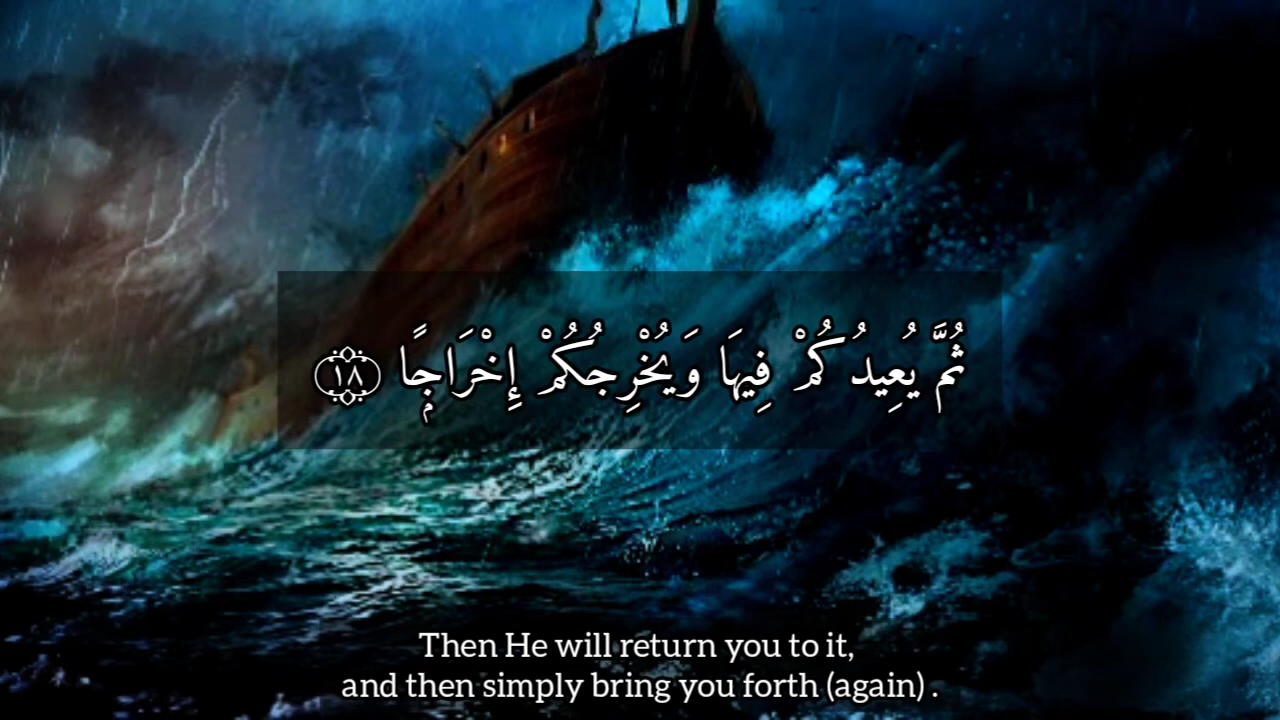 ثُمَّ يُعِيدُكُمْ فِيهَا وَيُخْرِجُكُمْ إِخْرَاجًۭا ١٨
Then He will return you to it,
and then simply bring you forth (again) .